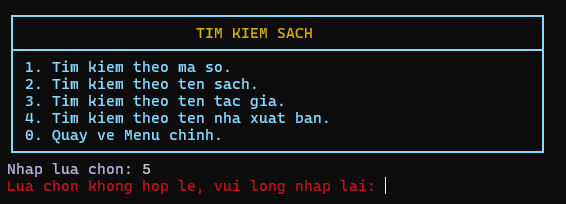 TIM KIEM SACH
1. Tim kiem theo ma so.
2. Tim kiem theo ten sach.
3. Tim kiem theo ten tac gia.
4. Tim kiem theo ten nha xuat ban.
0. Quay ve Menu chinh.
Nhap lua chon: 5
Lua chon khong hop le, vui long nhap lai: